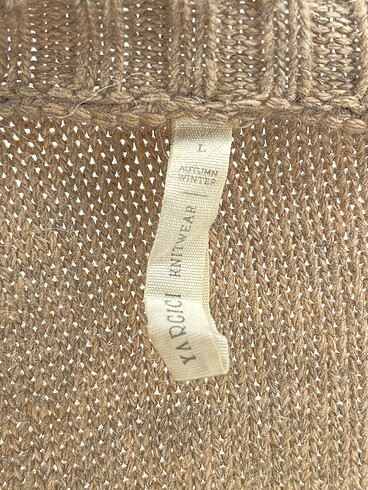 L
AUTUMN
WINTER
YARGICI KNITWEAR